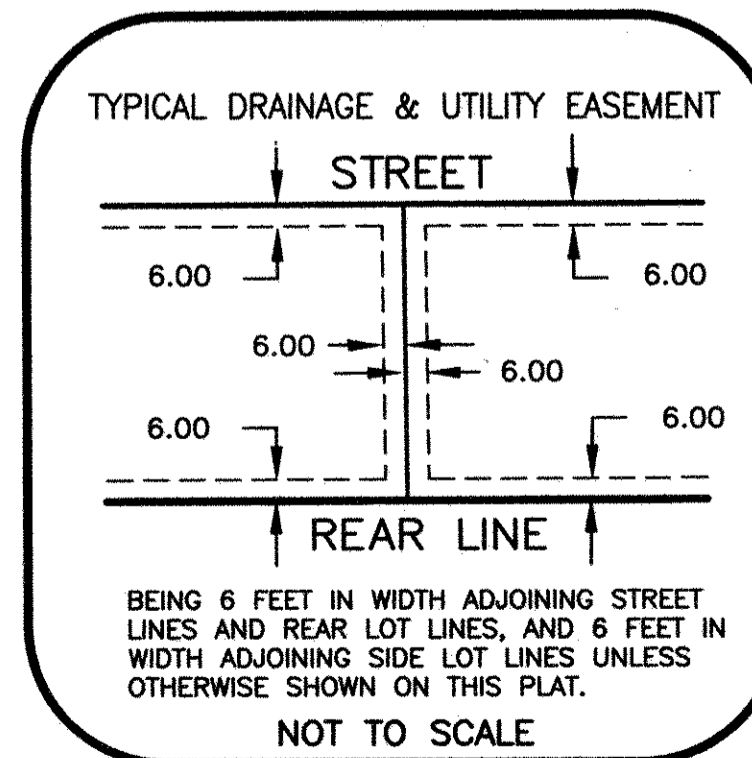 TYPICAL DRAINAGE & UTILITY EASEMENT
STREET
6.00 6.00
6.00
6.00
6.00 6.00
REAR LINE
BEING 6 FEET IN WIDTH ADJOINING STREET
LINES AND REAR LOT LINES, AND 6 FEET IN
WIDTH ADJOINING SIDE LOT LINES UNLESS
OTHERWISE SHOWN ON THIS PLAT.
NOT TO SCALE